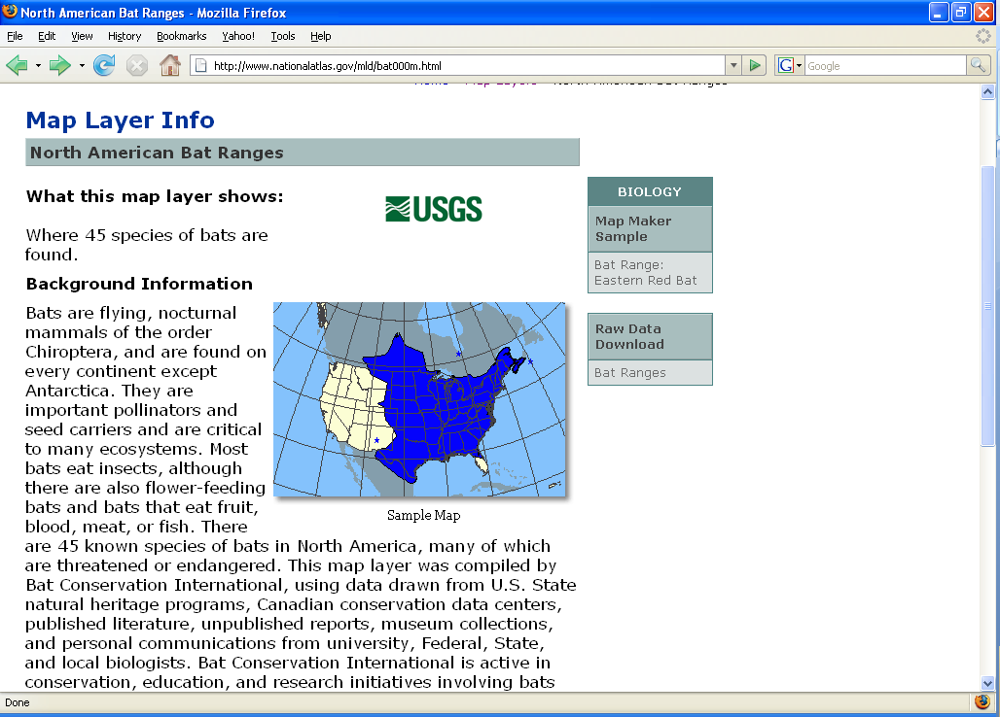 North American Bat Ranges - Mozilla Firefox
File Edit View History Bookmarks Yahoo! Tools Help
http://www.nationalatlas.gov/mld/bat000m.html
Google
Home Map Layers North American Bat Ranges
Map Layer Info
North American Bat Ranges
What this map layer shows:
USGS
Where 45 species of bats are
found.
Background Information
Bats are flying, nocturnal
mammals of the order
Chiroptera, and are found on
every continent except
Antarctica. They are
important pollinators and
seed carriers and are critical
to many ecosystems. Most
bats eat insects, although
there are also flower-feeding
bats and bats that eat fruit,
blood, meat, or fish. There
Sample Map
are 45 known species of bats in North America, many of which
are threatened or endangered. This map layer was compiled by
Bat Conservation International, using data drawn from U.S. State
natural heritage programs, Canadian conservation data centers,
published literature, unpublished reports, museum collections,
and personal communications from university, Federal, State,
and local biologists. Bat Conservation International is active in
conservation, education, and research initiatives involving bats
BIOLOGY
Map Maker
Sample
Bat Range:
Eastern Red Bat
Raw Data
Download
Bat Ranges
Done